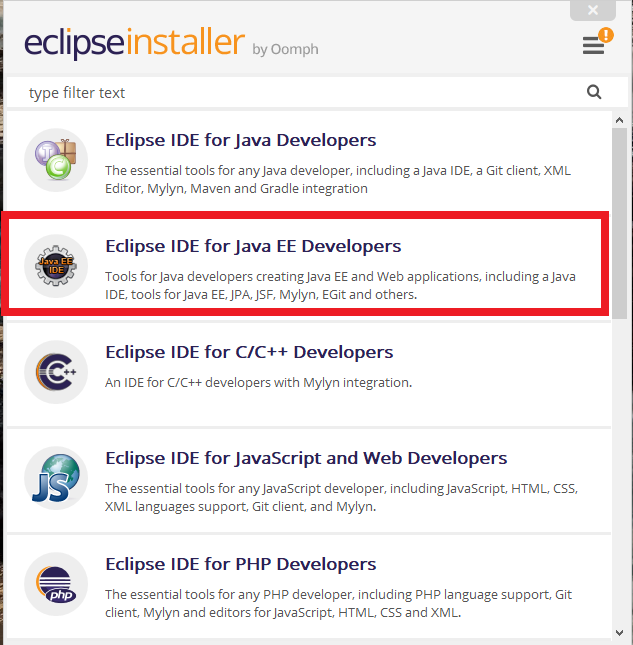 eclipseinstaller by Oomph
type filter text
Eclipse IDE for Java Developers
The essential tools for any Java developer, including a Java IDE, a Git client, XML
Editor, Mylyn, Maven and Gradle integration
Java EE
IDE
Eclipse IDE for Java EE Developers
Tools for Java developers creating Java EE and Web applications, including a Java
IDE, tools for Java EE, JPA, JSF, Mylyn, EGit and others.
C++
Eclipse IDE for C/C++ Developers
An IDE for C/C++ developers with Mylyn integration.
JS
Eclipse IDE for JavaScript and Web Developers
The essential tools for any JavaScript developer, including JavaScript, HTML, CSS,
XML languages support, Git client, and Mylyn.
php
Eclipse IDE for PHP Developers
The essential tools for any PHP developer, including PHP language support, Git
client, Mylyn and editors for JavaScript, HTML, CSS and XML.